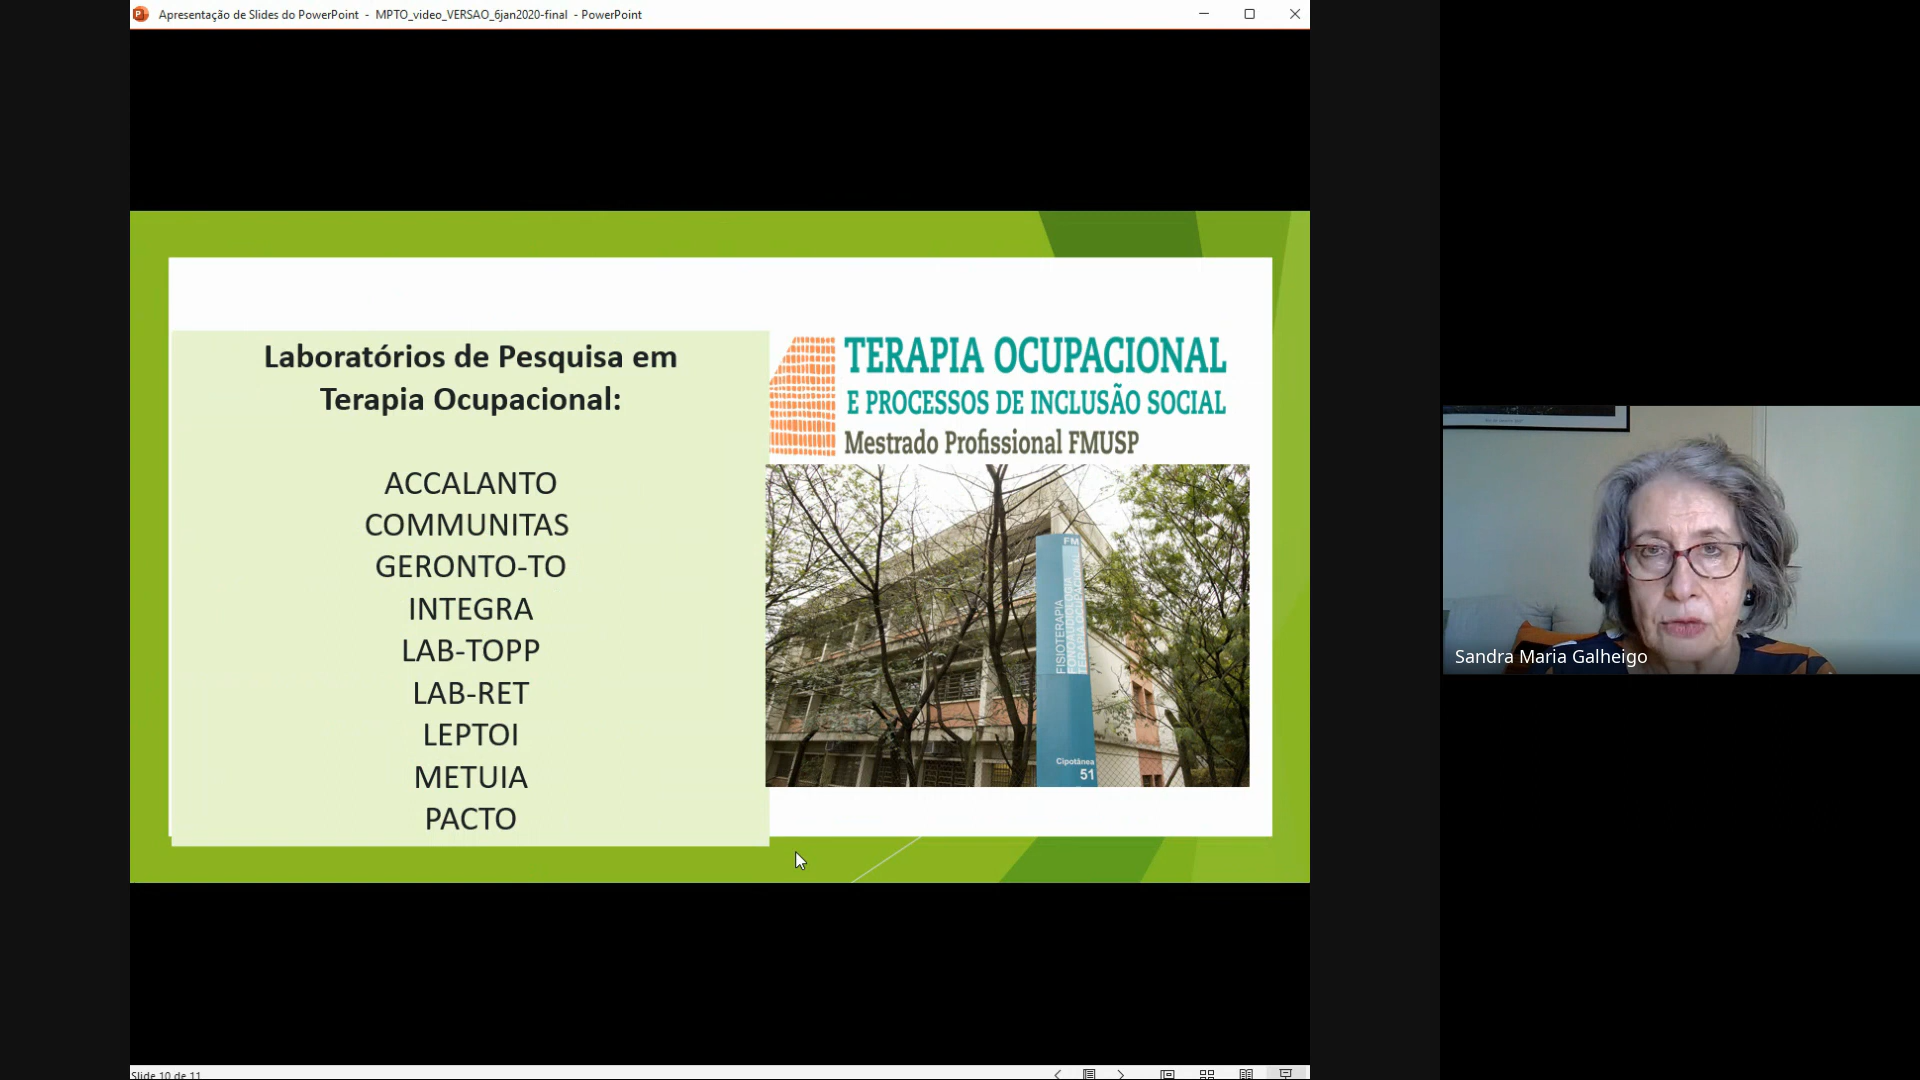 Apresentação de Slides do PowerPoint - MPTO_video_VERSAO_6jan2020-final - PowerPoint
Laboratórios de Pesquisa em
Terapia Ocupacional:
ACCALANTO
COMMUNITAS
GERONTO-TO
INTEGRA
LAB-TOPP
LAB-RET
LEPTOI
METUIA
PACTO
TERAPIA OCUPACIONAL
E PROCESSOS DE INCLUSÃO SOCIAL
Mestrado Profissional FMUSP
FM
FISIOTERAPIA
FONOAUDIOLOGIA
TERAPIA OCUPACIONAL
Cipotânea
51
Sandra Maria Galheigo
Slide 10 de 11